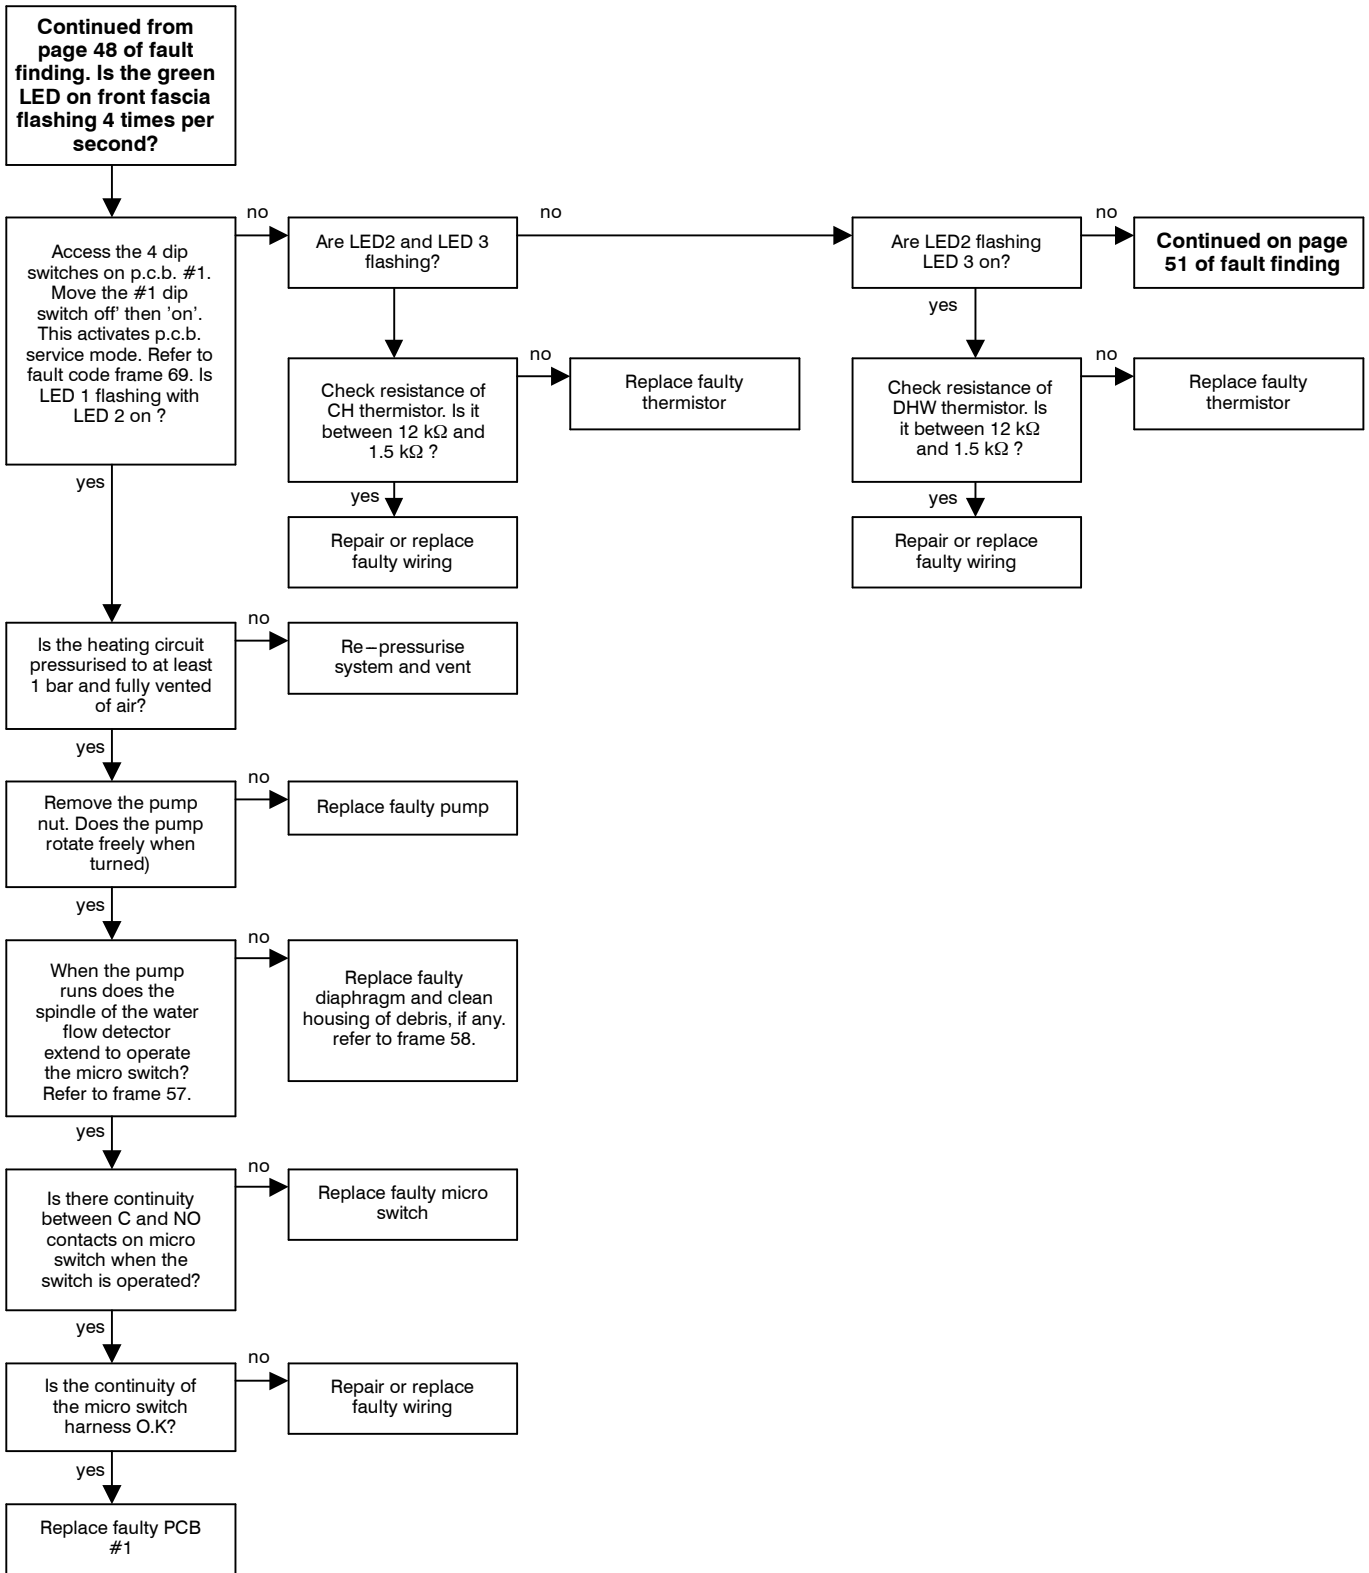 Continued from
page 48 of fault
finding. Is the green
LED on front fascia
flashing 4 times per
second?
no
no
no
Access the 4 dip
switches on p.c.b. #1.
Move the #1 dip
switch off’ then ’on’.
This activates p.c.b.
service mode. Refer to
fault code frame 69. Is
LED 1 flashing with
LED 2 on ?
Are LED2 and LED 3
flashing?
Are LED2 flashing
LED 3 on?
Continued on page
51 of fault finding
yes
Check resistance of
CH thermistor. Is it
between 12 kΩ and
1.5 kΩ ?
no
Replace faulty
thermistor
Check resistance of
DHW thermistor. Is
it between 12 kΩ
and 1.5 kΩ ?
no
Replace faulty
thermistor
yes
yes
yes
Repair or replace
faulty wiring
Repair or replace
faulty wiring
Is the heating circuit
pressurised to at least
1 bar and fully vented
of air?
no
Re–pressurise
system and vent
yes
Remove the pump
nut. Does the pump
rotate freely when
turned)
no
Replace faulty pump
yes
When the pump
runs does the
spindle of the water
flow detector
extend to operate
the micro switch?
Refer to frame 57.
no
Replace faulty
diaphragm and clean
housing of debris, if any.
refer to frame 58.
yes
Is there continuity
between C and NO
contacts on micro
switch when the
switch is operated?
no
Replace faulty micro
switch
yes
Is the continuity of
the micro switch
harness O.K?
no
Repair or replace
faulty wiring
yes
Replace faulty PCB
#1